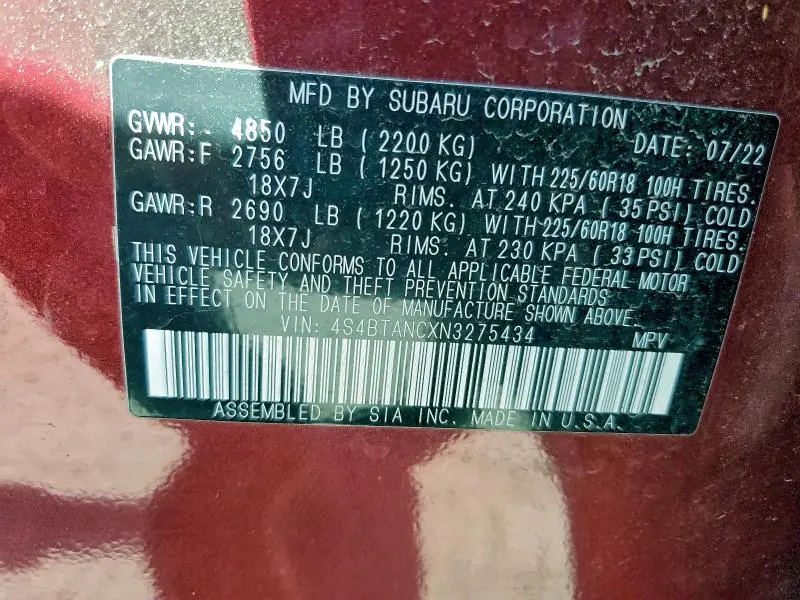 MFD BY SUBARU CORPORATION
GVWR: 4850 LB ( 2200 KG) DATE: 07/22
GAWR:F 2756 LB ( 1250 KG) WITH 225/60R18 100H TIRES.
18X7J RIMS. AT 240 KPA ( 35 PSI) COLD
GAWR:R 2690 LB ( 1220 KG) WITH 225/60R18 100H TIRES.
18X7J RIMS. AT 230 KPA ( 33 PSI) COLD
THIS VEHICLE CONFORMS TO ALL APPLICABLE FEDERAL MOTOR
VEHICLE SAFETY AND THEFT PREVENTION STANDARDS
IN EFFECT ON THE DATE OF MANUFACTURE SHOWN ABOVE.
VIN: 4S4BTANCXN3275434 MPV
ASSEMBLED BY SIA INC. MADE IN U.S.A.